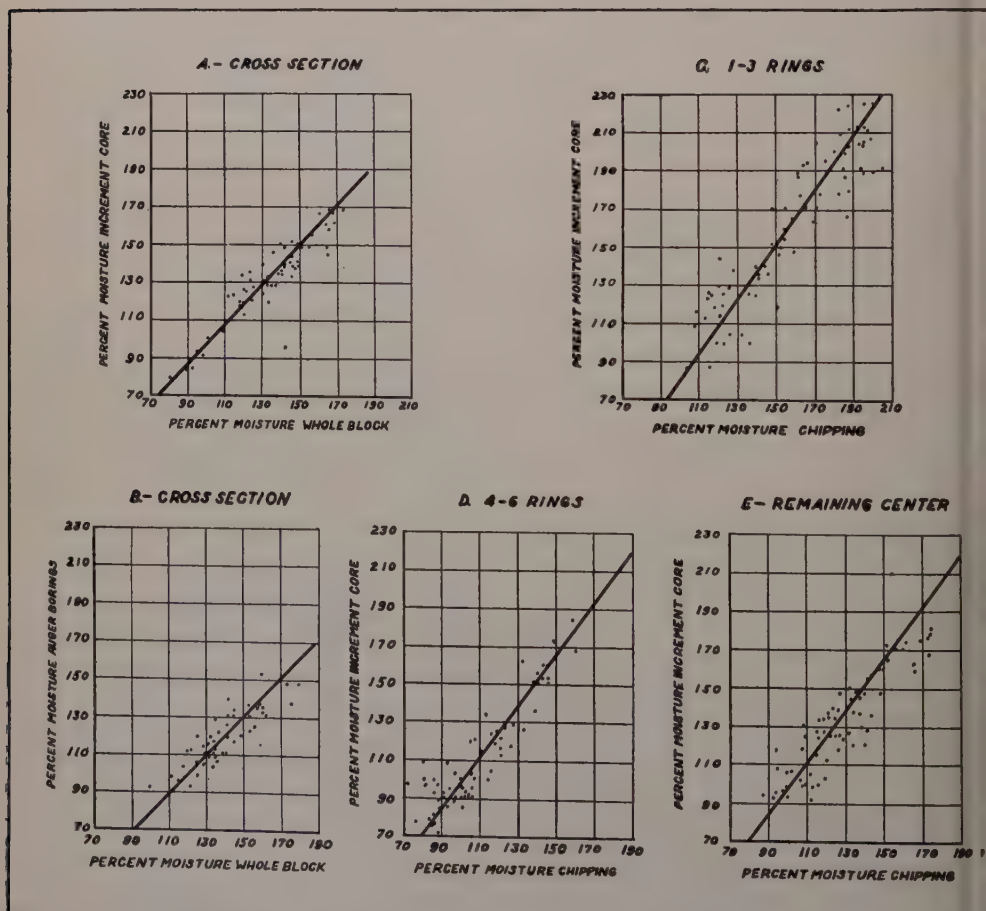 A.- CROSS SECTION
PERCENT MOISTURE INCREMENT CORE
230
210
190
170
150
130
110
90
70
70 90 110 130 150 170 190 210
PERCENT MOISTURE WHOLE BLOCK
C. 1-3 RINGS
PERCENT MOISTURE INCREMENT CORE
230
210
190
170
150
130
110
90
70
70 90 110 130 150 170 190 210
PERCENT MOISTURE CHIPPING
B.- CROSS SECTION
PERCENT MOISTURE AUGER BORINGS
230
210
190
170
150
130
110
90
70
70 90 110 130 150 170 190
PERCENT MOISTURE WHOLE BLOCK
D. 4-6 RINGS
PERCENT MOISTURE INCREMENT CORE
230
210
190
170
150
130
110
90
70
70 90 110 130 150 170 190
PERCENT MOISTURE CHIPPING
E- REMAINING CENTER
PERCENT MOISTURE INCREMENT CORE
230
210
190
170
150
130
110
90
70
70 90 110 130 150 170 190
PERCENT MOISTURE CHIPPING